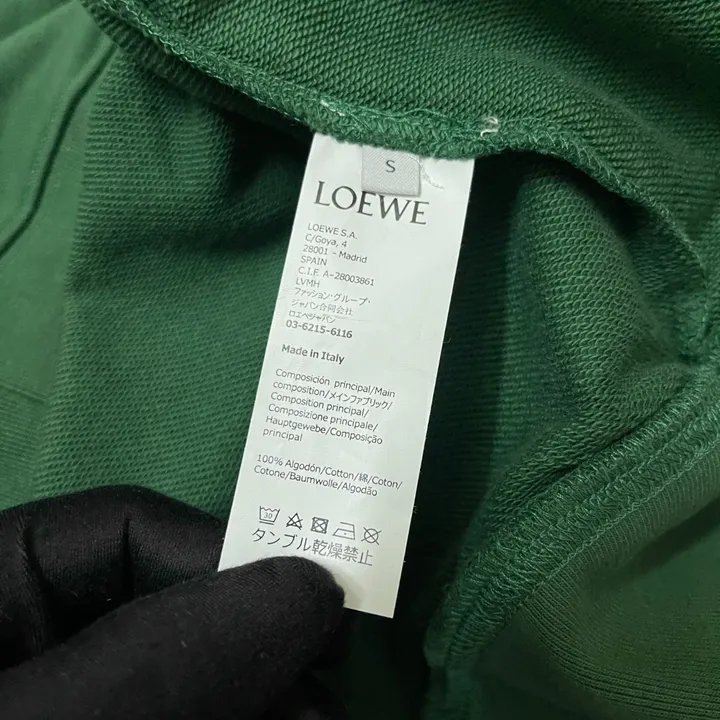 S
LOEWE
LOEWE S.A.
C/Goya, 4
28001 - Madrid
SPAIN
C.I.F. A-28003861
LVMH
ファッション・グループ・
ジャパン合同会社
ロエベジャパン
03-6215-6116
Made in Italy
Composición principal/Main
composition/メインファブリック/
Composition principal/
Composizione principale/
Hauptgewebe/Composição
principal
100% Algodón/Cotton/綿/Coton/
Cotone/Baumwolle/Algodão
30
タンブル乾燥禁止